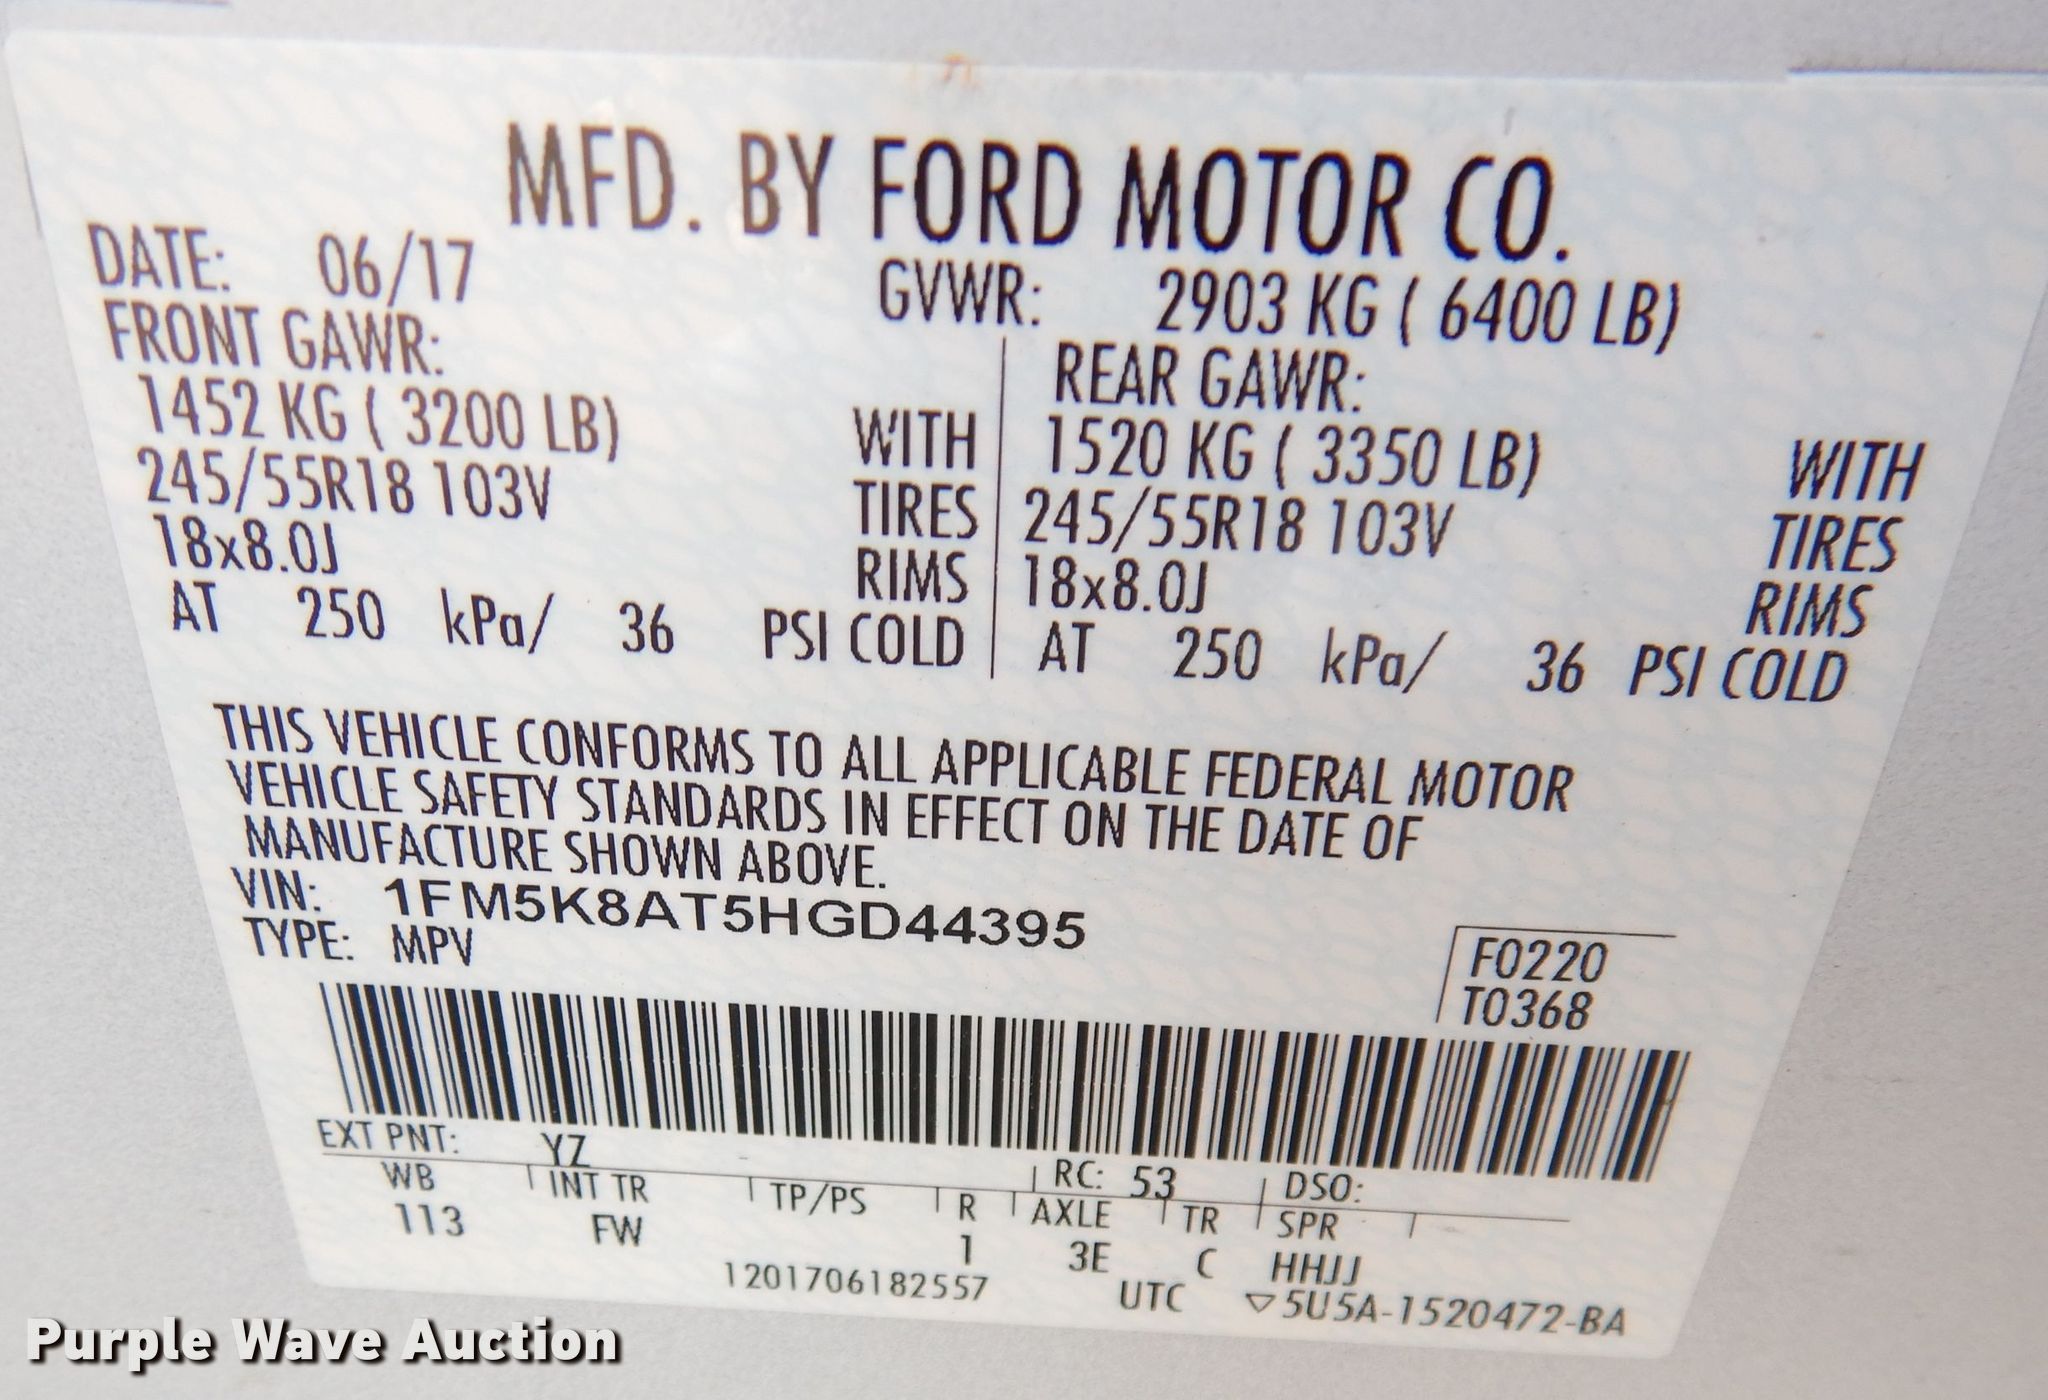 MFD. BY FORD MOTOR CO.
DATE: 06/17 GVWR: 2903 KG ( 6400 LB)
FRONT GAWR: REAR GAWR:
1452 KG ( 3200 LB) WITH 1520 KG ( 3350 LB) WITH
245/55R18 103V TIRES 245/55R18 103V TIRES
18x8.0J RIMS 18x8.0J RIMS
AT 250 kPa/ 36 PSI COLD AT 250 kPa/ 36 PSI COLD
THIS VEHICLE CONFORMS TO ALL APPLICABLE FEDERAL MOTOR
VEHICLE SAFETY STANDARDS IN EFFECT ON THE DATE OF
MANUFACTURE SHOWN ABOVE.
VIN: 1FM5K8AT5HGD44395
TYPE: MPV
F0220
T0368
EXT PNT: YZ RC: 53 DSO:
WB INT TR TP/PS R AXLE TR SPR
113 FW 1 3E C HHJJ
1201706182557 UTC ▽5U5A-1520472-BA
Purple Wave Auction